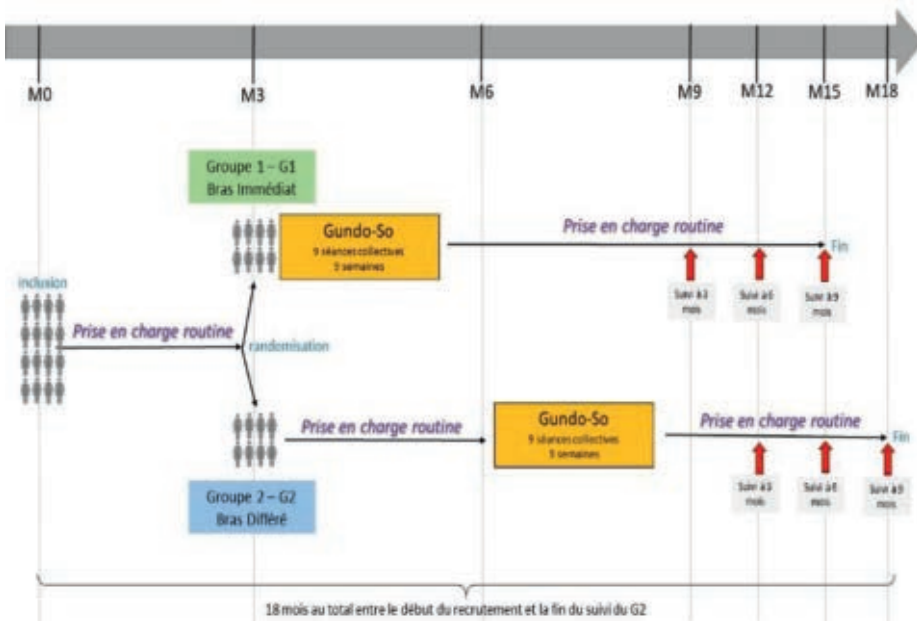 M0
M3
M6
M9
M12
M15
M18
Groupe 1 – G1
Bras Immédiat
Gundo-So
9 séances collectives
9 semaines
Prise en charge routine
Fin
Suivi à 3
mois
Suivi à 6
mois
Suivi à 9
mois
inclusion
Prise en charge routine
randomisation
Prise en charge routine
Gundo-So
9 séances collectives
9 semaines
Prise en charge routine
Fin
Suivi à 3
mois
Suivi à 6
mois
Suivi à 9
mois
Groupe 2 – G2
Bras Différé
18 mois au total entre le début du recrutement et la fin du suivi du G2